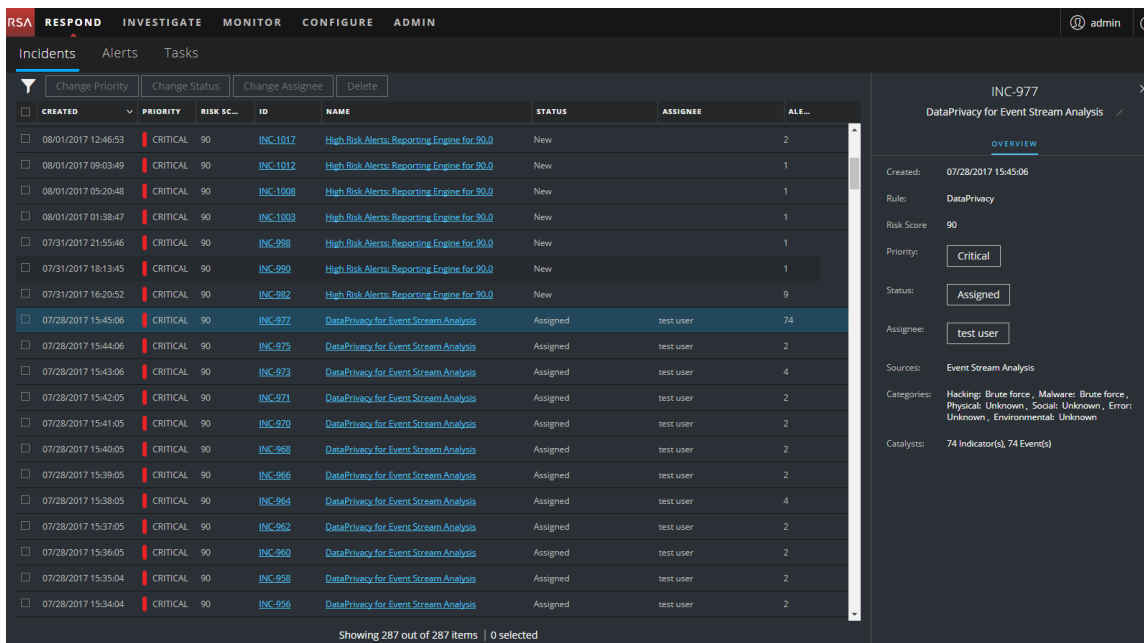 RSA RESPOND INVESTIGATE MONITOR CONFIGURE ADMIN admin
Incidents Alerts Tasks
Change Priority Change Status Change Assignee Delete
CREATED PRIORITY RISK SC... ID NAME STATUS ASSIGNEE ALE...
08/01/2017 12:46:53 CRITICAL 90 INC-1017 High Risk Alerts: Reporting Engine for 90.0 New 2
08/01/2017 09:03:49 CRITICAL 90 INC-1012 High Risk Alerts: Reporting Engine for 90.0 New 1
08/01/2017 05:20:48 CRITICAL 90 INC-1008 High Risk Alerts: Reporting Engine for 90.0 New 1
08/01/2017 01:38:47 CRITICAL 90 INC-1003 High Risk Alerts: Reporting Engine for 90.0 New 1
07/31/2017 21:55:46 CRITICAL 90 INC-998 High Risk Alerts: Reporting Engine for 90.0 New 1
07/31/2017 18:13:45 CRITICAL 90 INC-990 High Risk Alerts: Reporting Engine for 90.0 New 1
07/31/2017 16:20:52 CRITICAL 90 INC-982 High Risk Alerts: Reporting Engine for 90.0 New 9
07/28/2017 15:45:06 CRITICAL 90 INC-977 DataPrivacy for Event Stream Analysis Assigned test user 74
07/28/2017 15:44:06 CRITICAL 90 INC-975 DataPrivacy for Event Stream Analysis Assigned test user 2
07/28/2017 15:43:06 CRITICAL 90 INC-973 DataPrivacy for Event Stream Analysis Assigned test user 4
07/28/2017 15:42:05 CRITICAL 90 INC-971 DataPrivacy for Event Stream Analysis Assigned test user 2
07/28/2017 15:41:05 CRITICAL 90 INC-970 DataPrivacy for Event Stream Analysis Assigned test user 2
07/28/2017 15:40:05 CRITICAL 90 INC-968 DataPrivacy for Event Stream Analysis Assigned test user 2
07/28/2017 15:39:05 CRITICAL 90 INC-966 DataPrivacy for Event Stream Analysis Assigned test user 2
07/28/2017 15:38:05 CRITICAL 90 INC-964 DataPrivacy for Event Stream Analysis Assigned test user 4
07/28/2017 15:37:05 CRITICAL 90 INC-962 DataPrivacy for Event Stream Analysis Assigned test user 2
07/28/2017 15:36:05 CRITICAL 90 INC-960 DataPrivacy for Event Stream Analysis Assigned test user 2
07/28/2017 15:35:04 CRITICAL 90 INC-958 DataPrivacy for Event Stream Analysis Assigned test user 2
07/28/2017 15:34:04 CRITICAL 90 INC-956 DataPrivacy for Event Stream Analysis Assigned test user 2
Showing 287 out of 287 items | 0 selected
INC-977
DataPrivacy for Event Stream Analysis
OVERVIEW
Created: 07/28/2017 15:45:06
Rule: DataPrivacy
Risk Score 90
Priority: Critical
Status: Assigned
Assignee: test user
Sources: Event Stream Analysis
Categories: Hacking: Brute force , Malware: Brute force ,
Physical: Unknown , Social: Unknown , Error:
Unknown , Environmental: Unknown
Catalysts: 74 Indicator(s), 74 Event(s)